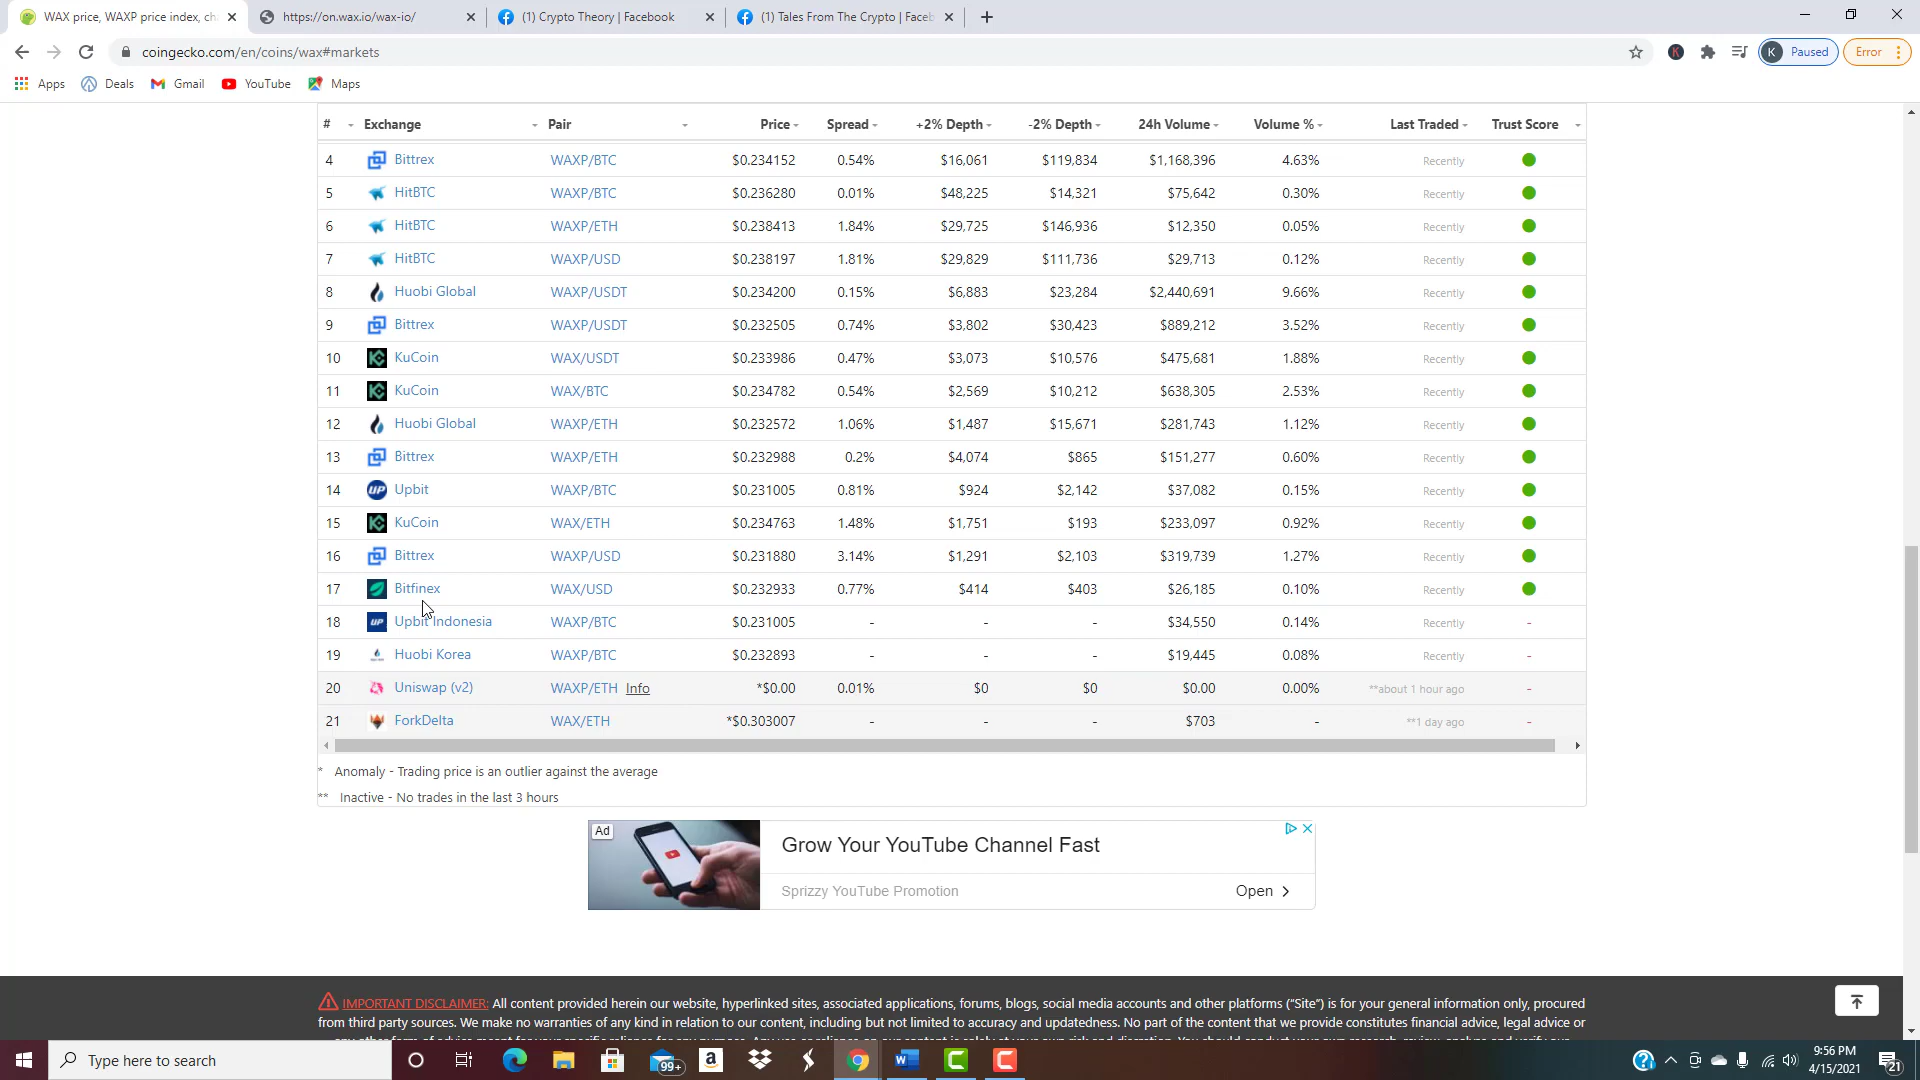 WAX price, WAXP price index, ch
https://on.wax.io/wax-io/
(1) Crypto Theory | Facebook
(1) Tales From The Crypto | Faceb
coingecko.com/en/coins/wax#markets
K Paused Error
Apps Deals Gmail YouTube Maps
# Exchange Pair Price Spread +2% Depth -2% Depth 24h Volume Volume % Last Traded Trust Score
4 Bittrex WAXP/BTC $0.234152 0.54% $16,061 $119,834 $1,168,396 4.63% Recently
5 HitBTC WAXP/BTC $0.236280 0.01% $48,225 $14,321 $75,642 0.30% Recently
6 HitBTC WAXP/ETH $0.238413 1.84% $29,725 $146,936 $12,350 0.05% Recently
7 HitBTC WAXP/USD $0.238197 1.81% $29,829 $111,736 $29,713 0.12% Recently
8 Huobi Global WAXP/USDT $0.234200 0.15% $6,883 $23,284 $2,440,691 9.66% Recently
9 Bittrex WAXP/USDT $0.232505 0.74% $3,802 $30,423 $889,212 3.52% Recently
10 KuCoin WAX/USDT $0.233986 0.47% $3,073 $10,576 $475,681 1.88% Recently
11 KuCoin WAX/BTC $0.234782 0.54% $2,569 $10,212 $638,305 2.53% Recently
12 Huobi Global WAXP/ETH $0.232572 1.06% $1,487 $15,671 $281,743 1.12% Recently
13 Bittrex WAXP/ETH $0.232988 0.2% $4,074 $865 $151,277 0.60% Recently
14 Upbit WAXP/BTC $0.231005 0.81% $924 $2,142 $37,082 0.15% Recently
15 KuCoin WAX/ETH $0.234763 1.48% $1,751 $193 $233,097 0.92% Recently
16 Bittrex WAXP/USD $0.231880 3.14% $1,291 $2,103 $319,739 1.27% Recently
17 Bitfinex WAX/USD $0.232933 0.77% $414 $403 $26,185 0.10% Recently
18 Upbit Indonesia WAXP/BTC $0.231005 - - - $34,550 0.14% Recently -
19 Huobi Korea WAXP/BTC $0.232893 - - - $19,445 0.08% Recently -
20 Uniswap (v2) WAXP/ETH Info *$0.00 0.01% $0 $0 $0.00 0.00% **about 1 hour ago -
21 ForkDelta WAX/ETH *$0.303007 - - - $703 - **1 day ago -
* Anomaly - Trading price is an outlier against the average
** Inactive - No trades in the last 3 hours
Ad
Grow Your YouTube Channel Fast
Sprizzy YouTube Promotion Open
IMPORTANT DISCLAIMER: All content provided herein our website, hyperlinked sites, associated applications, forums, blogs, social media accounts and other platforms ("Site") is for your general information only, procured
from third party sources. We make no warranties of any kind in relation to our content, including but not limited to accuracy and updatedness. No part of the content that we provide constitutes financial advice, legal advice or
Type here to search
99+
9:56 PM
4/15/2021
21